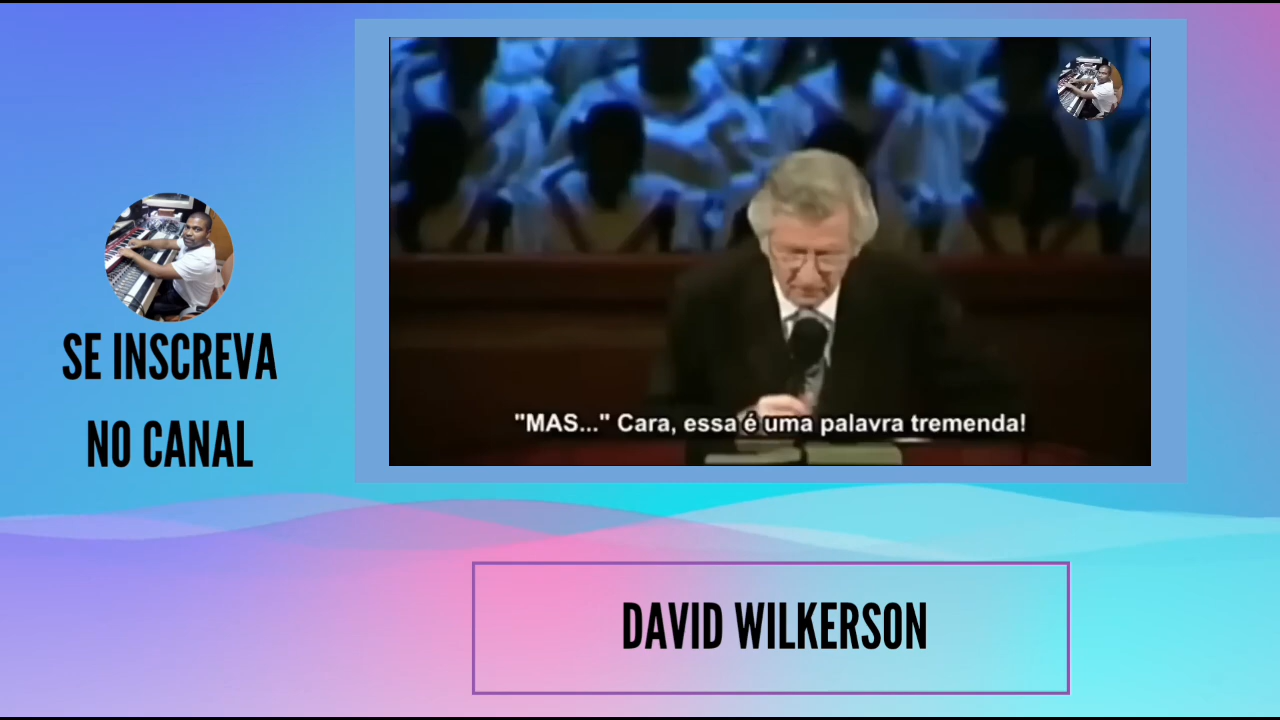 SE INSCREVA
NO CANAL
"MAS..." Cara, essa é uma palavra tremenda!
DAVID WILKERSON